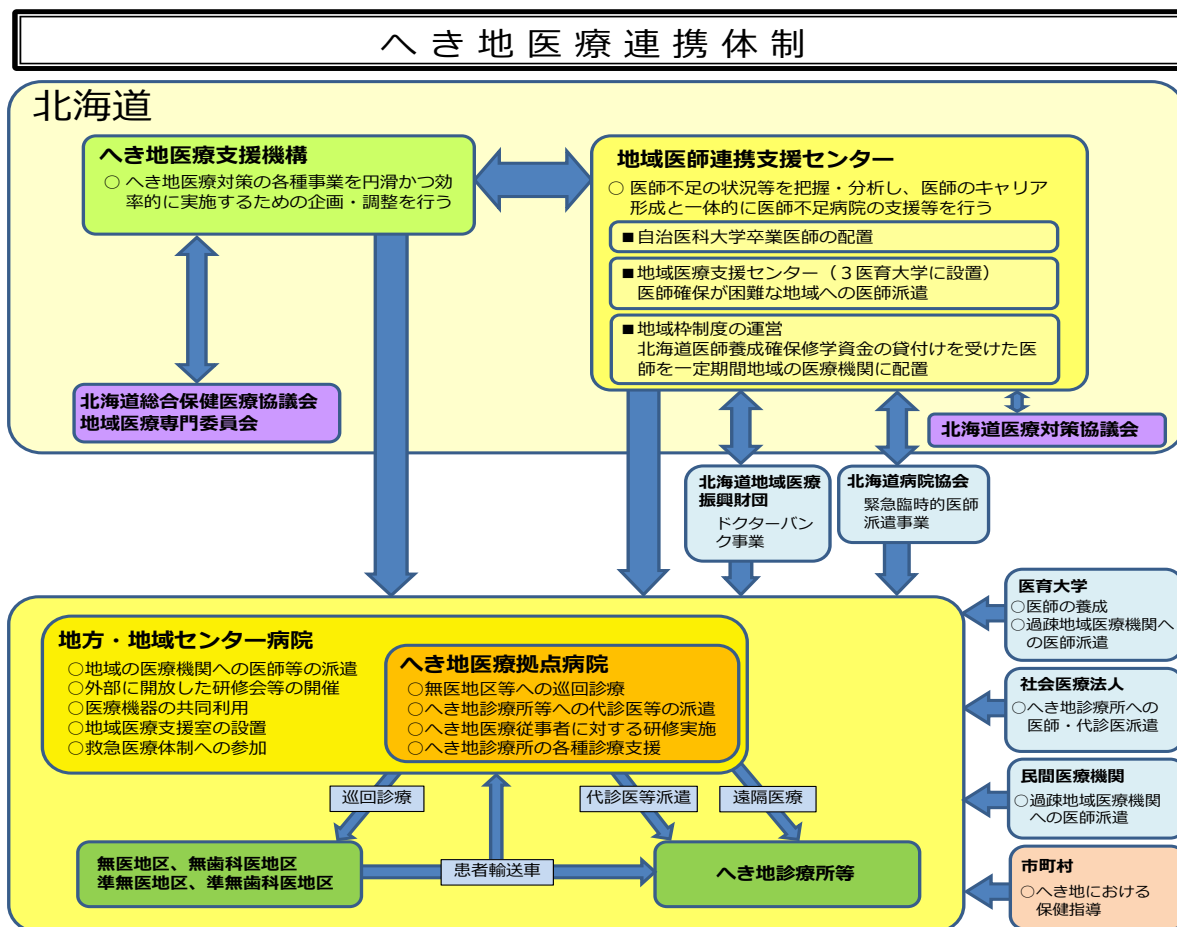 へき地医療連携体制
北海道
へき地医療支援機構
○ へき地医療対策の各種事業を円滑かつ効
率的に実施するための企画・調整を行う
地域医師連携支援センター
○ 医師不足の状況等を把握・分析し、医師のキャリア
形成と一体的に医師不足病院の支援等を行う
■自治医科大学卒業医師の配置
■地域医療支援センター（３医育大学に設置）
医師確保が困難な地域への医師派遣
■地域枠制度の運営
北海道医師養成確保修学資金の貸付けを受けた医
師を一定期間地域の医療機関に配置
北海道総合保健医療協議会
地域医療専門委員会
北海道医療対策協議会
北海道地域医療
振興財団
ドクターバン
ク事業
北海道病院協会
緊急臨時的医師
派遣事業
地方・地域センター病院
○地域の医療機関への医師等の派遣
○外部に開放した研修会等の開催
○医療機器の共同利用
○地域医療支援室の設置
○救急医療体制への参加
へき地医療拠点病院
○無医地区等への巡回診療
○へき地診療所等への代診医等の派遣
○へき地医療従事者に対する研修実施
○へき地診療所の各種診療支援
巡回診療
代診医等派遣
遠隔医療
無医地区、無歯科医地区
準無医地区、準無歯科医地区
患者輸送車
へき地診療所等
医育大学
○医師の養成
○過疎地域医療機関へ
の医師派遣
社会医療法人
○へき地診療所への
医師・代診医派遣
民間医療機関
○過疎地域医療機関
への医師派遣
市町村
○へき地における
保健指導